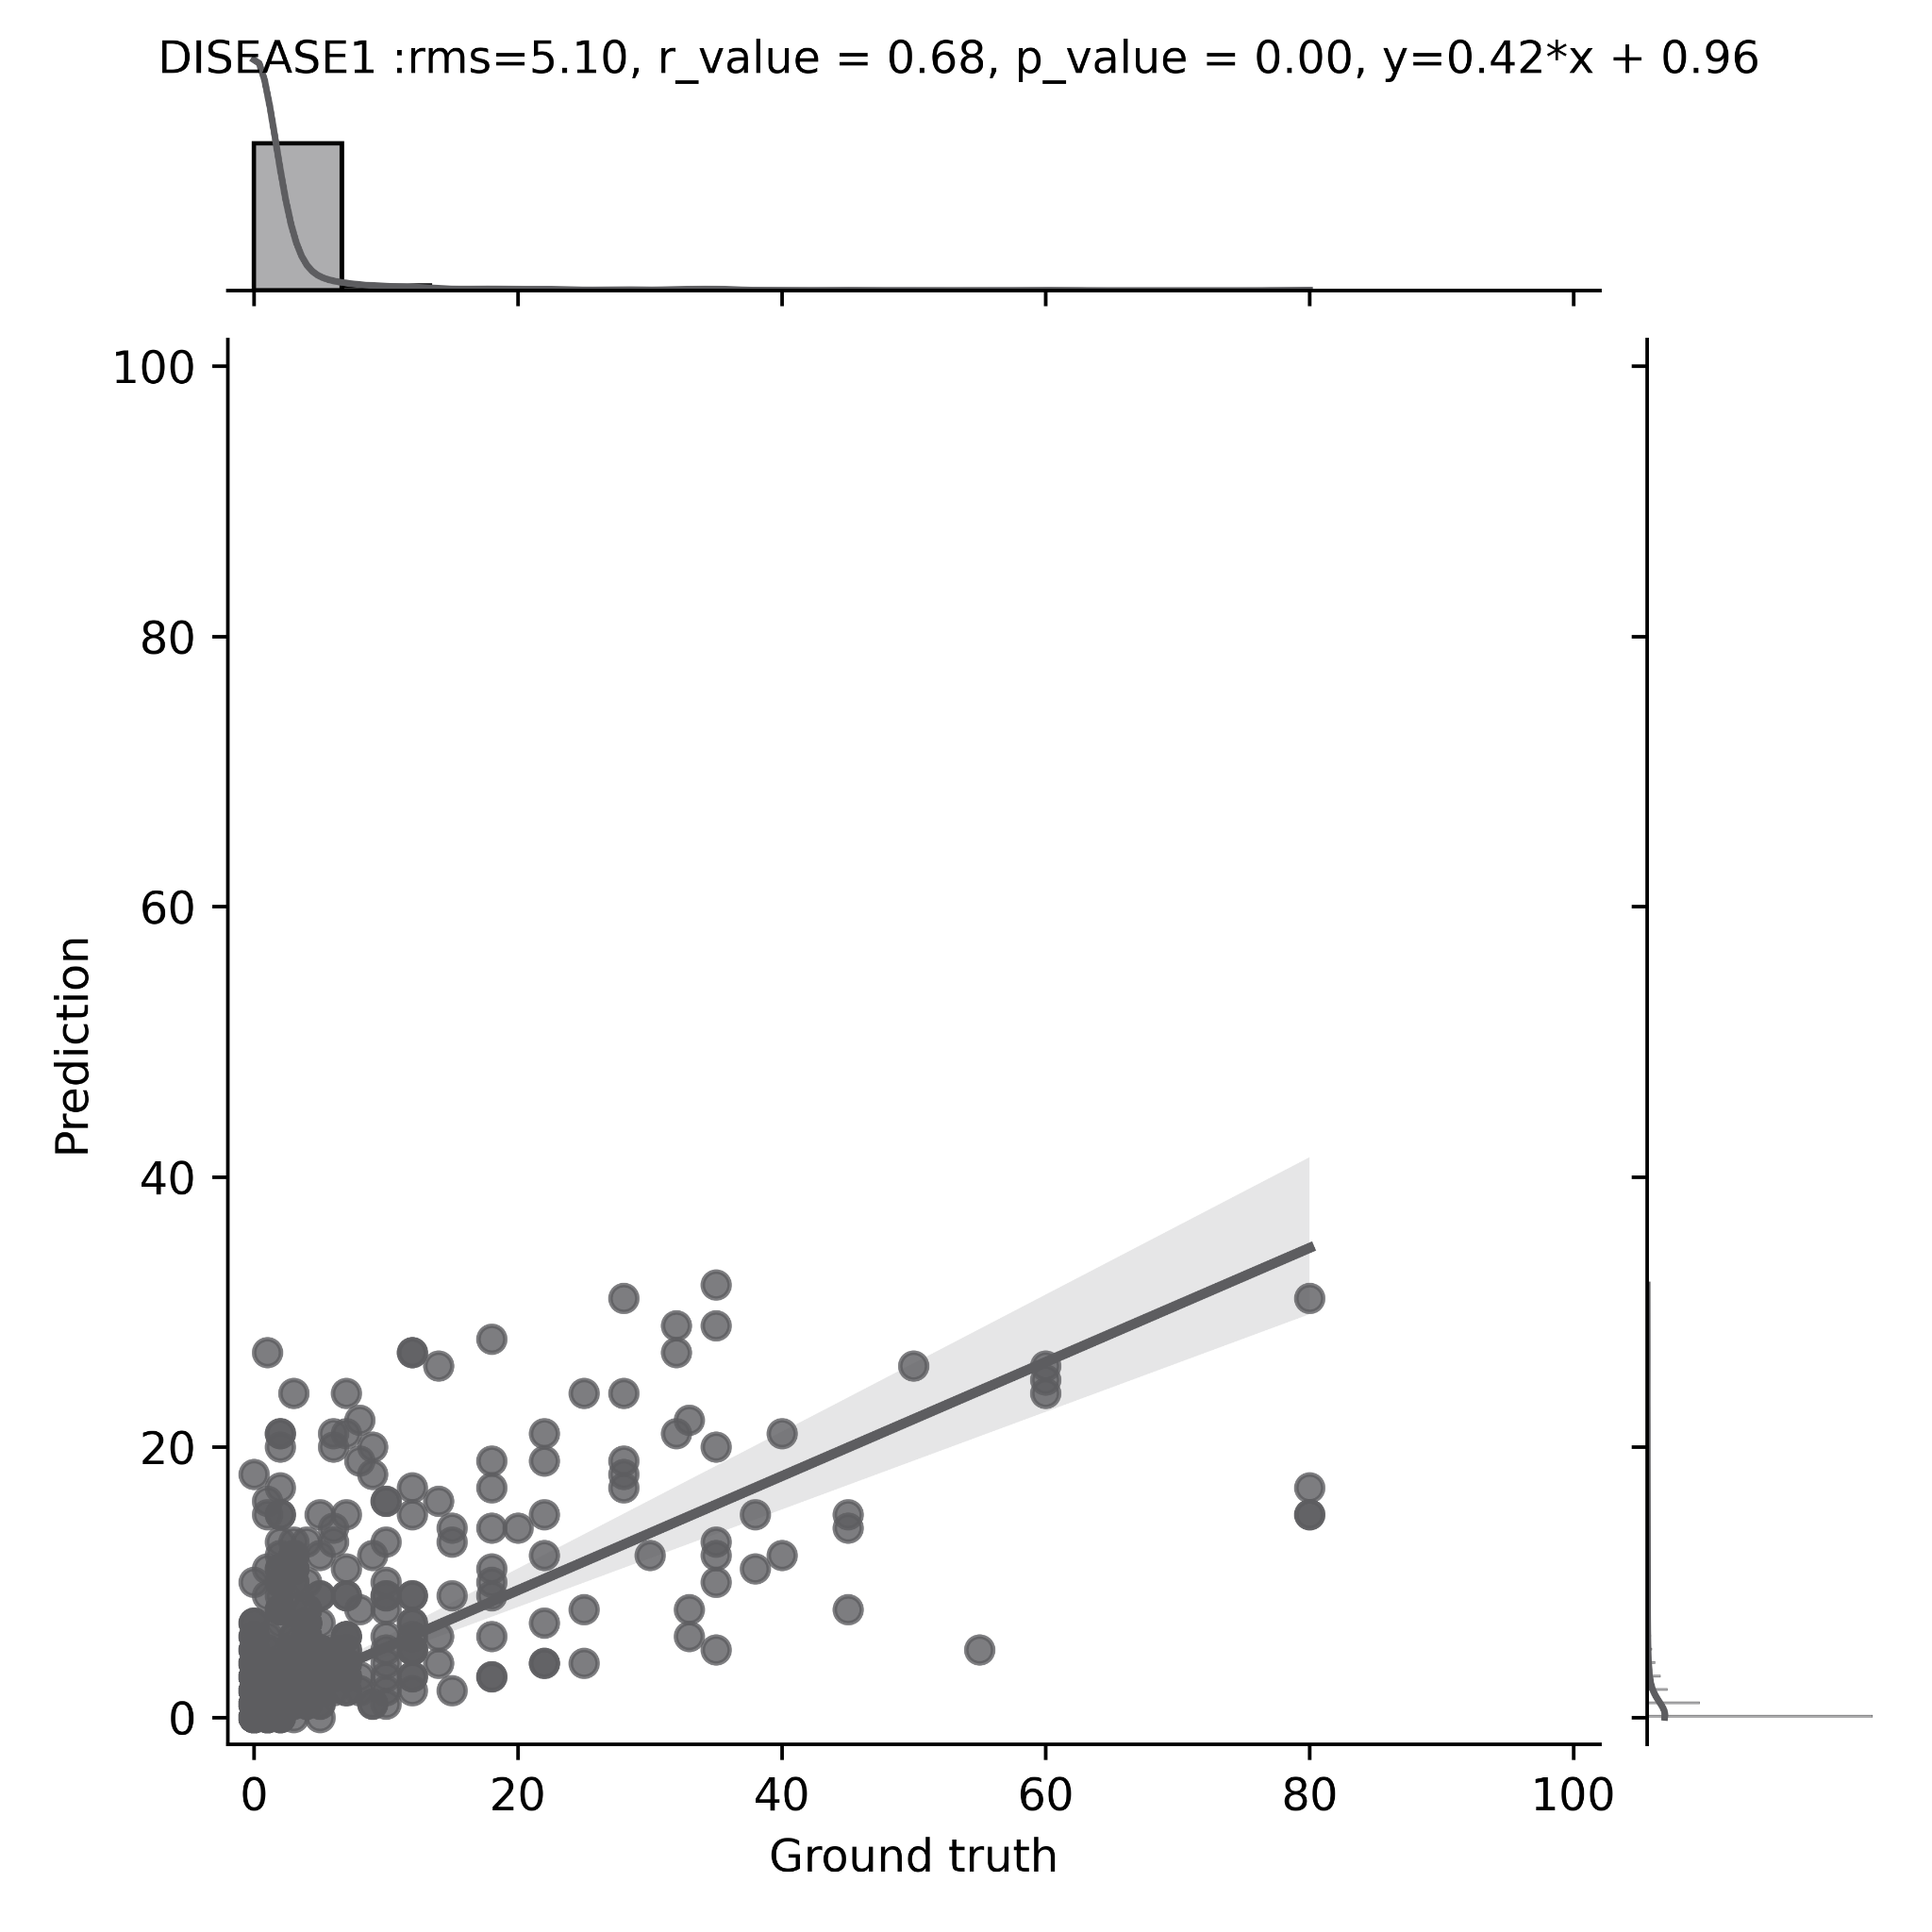 DISEASE1 :rms=5.10, r_value = 0.68, p_value = 0.00, y=0.42*x + 0.96
100
80
60
40
20
0
Prediction
0 20 40 60 80 100
Ground truth